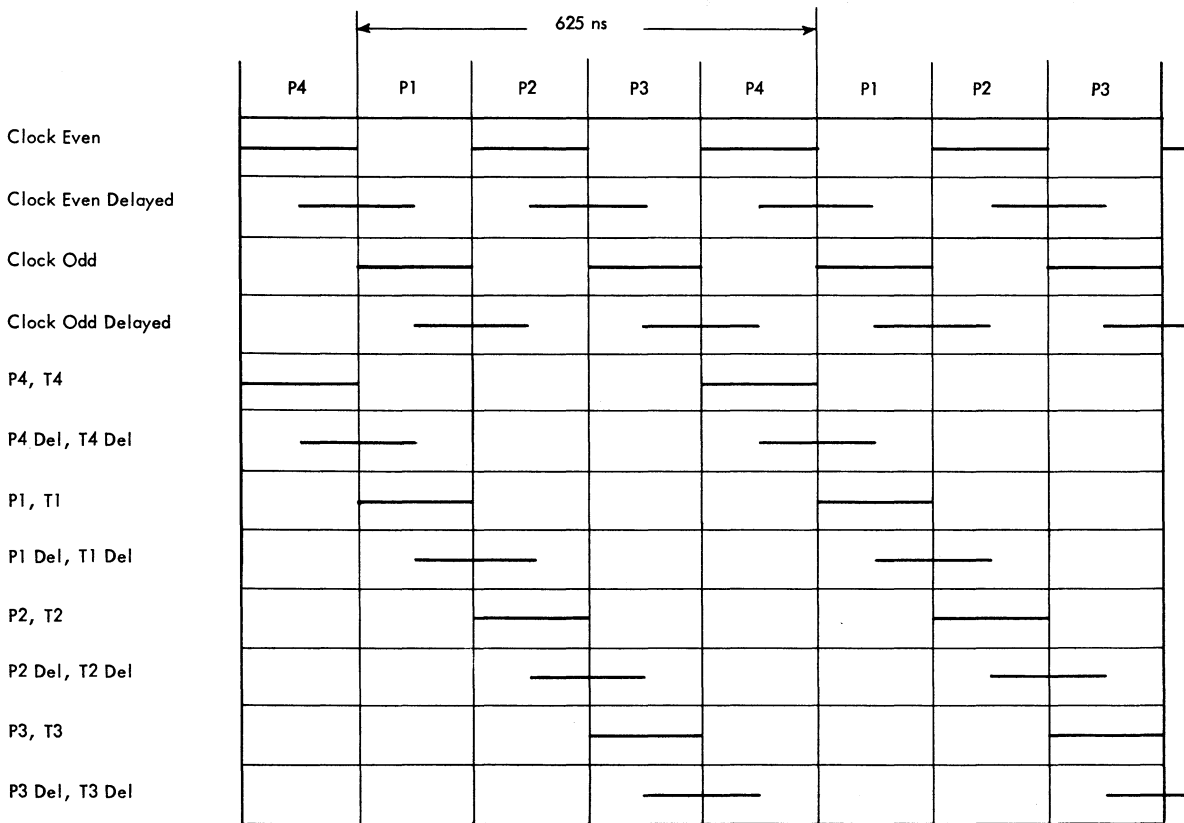 625 ns
P4 P1 P2 P3 P4 P1 P2 P3
Clock Even
Clock Even Delayed
Clock Odd
Clock Odd Delayed
P4, T4
P4 Del, T4 Del
P1, T1
P1 Del, T1 Del
P2, T2
P2 Del, T2 Del
P3, T3
P3 Del, T3 Del